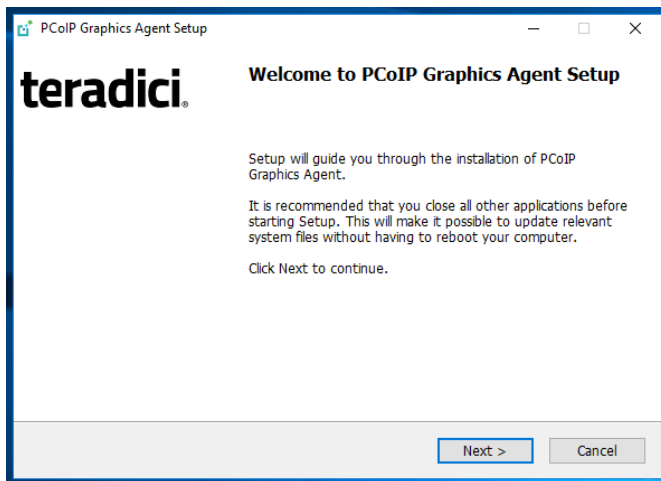 PCoIP Graphics Agent Setup
teradici®
Welcome to PCoIP Graphics Agent Setup
Setup will guide you through the installation of PCoIP
Graphics Agent.
It is recommended that you close all other applications before
starting Setup. This will make it possible to update relevant
system files without having to reboot your computer.
Click Next to continue.
Next >
Cancel